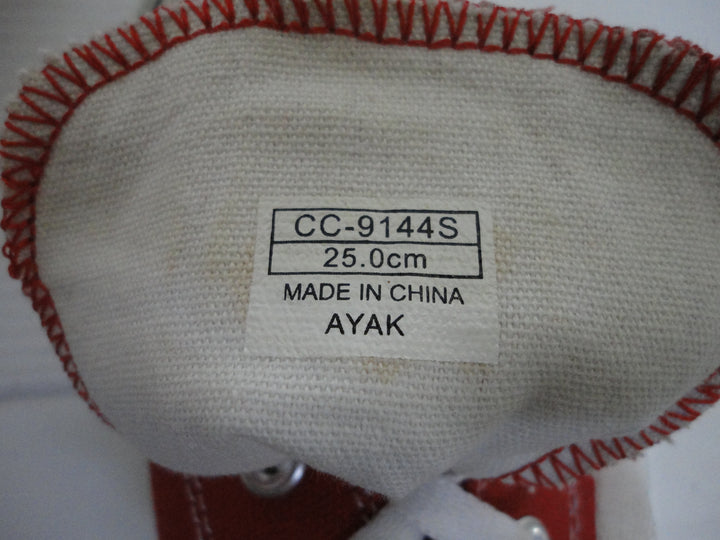 CC-9144S
25.0cm
MADE IN CHINA
AYAK